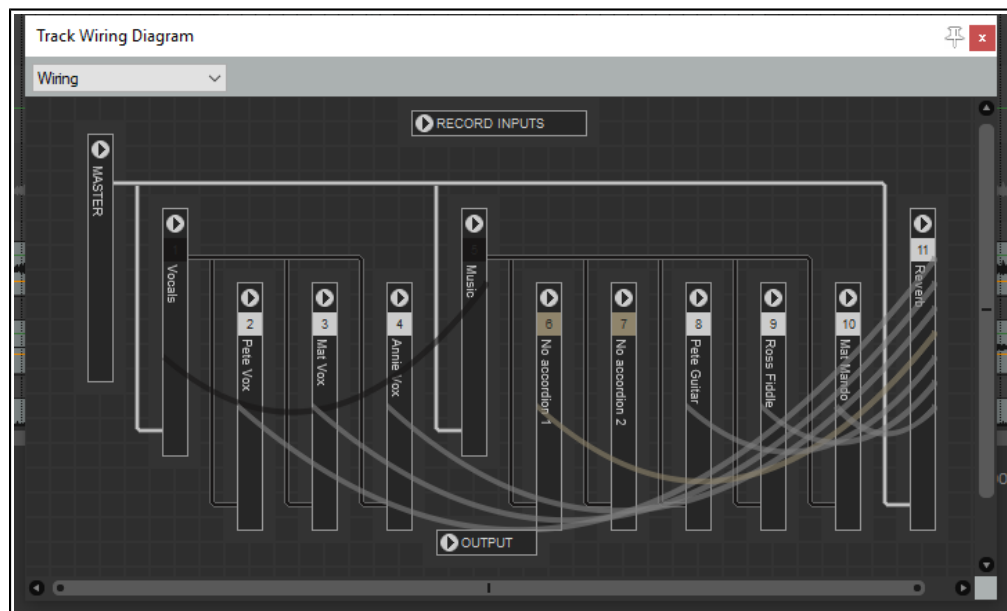 Track Wiring Diagram
x
Wiring
RECORD INPUTS
MASTER
Vocals
2
Pete Vox
3
Mat Vox
4
Annie Vox
Music
6
No accordion 1
7
No accordion 2
8
Pete Guitar
9
Ross Fiddle
10
Mat Mando
11
Reverb
OUTPUT